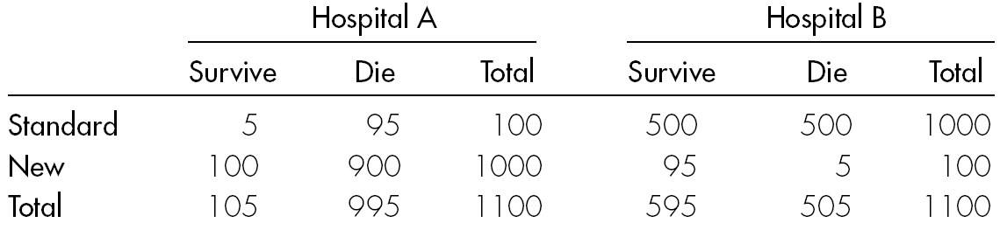 Hospital A Hospital B
Survive Die Total Survive Die Total
Standard 5 95 100 500 500 1000
New 100 900 1000 95 5 100
Total 105 995 1100 595 505 1100